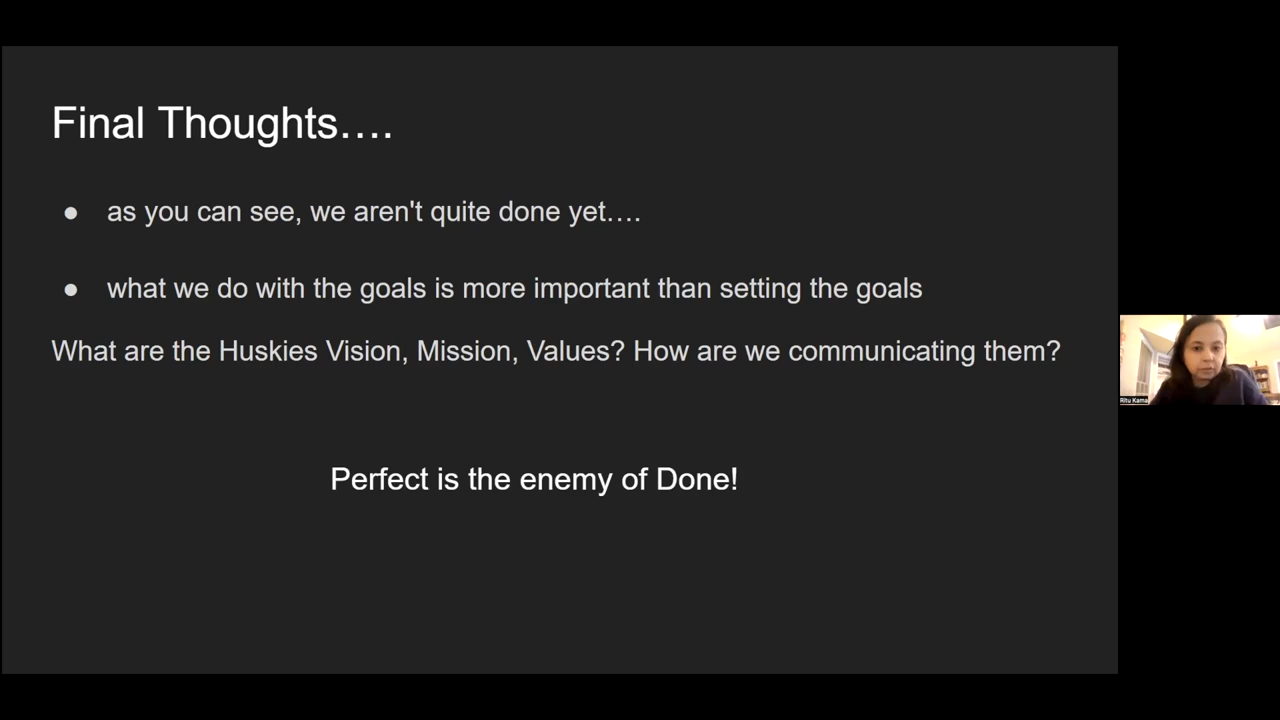 Final Thoughts….
● as you can see, we aren't quite done yet….
● what we do with the goals is more important than setting the goals
What are the Huskies Vision, Mission, Values? How are we communicating them?
Perfect is the enemy of Done!
Ritu Kama